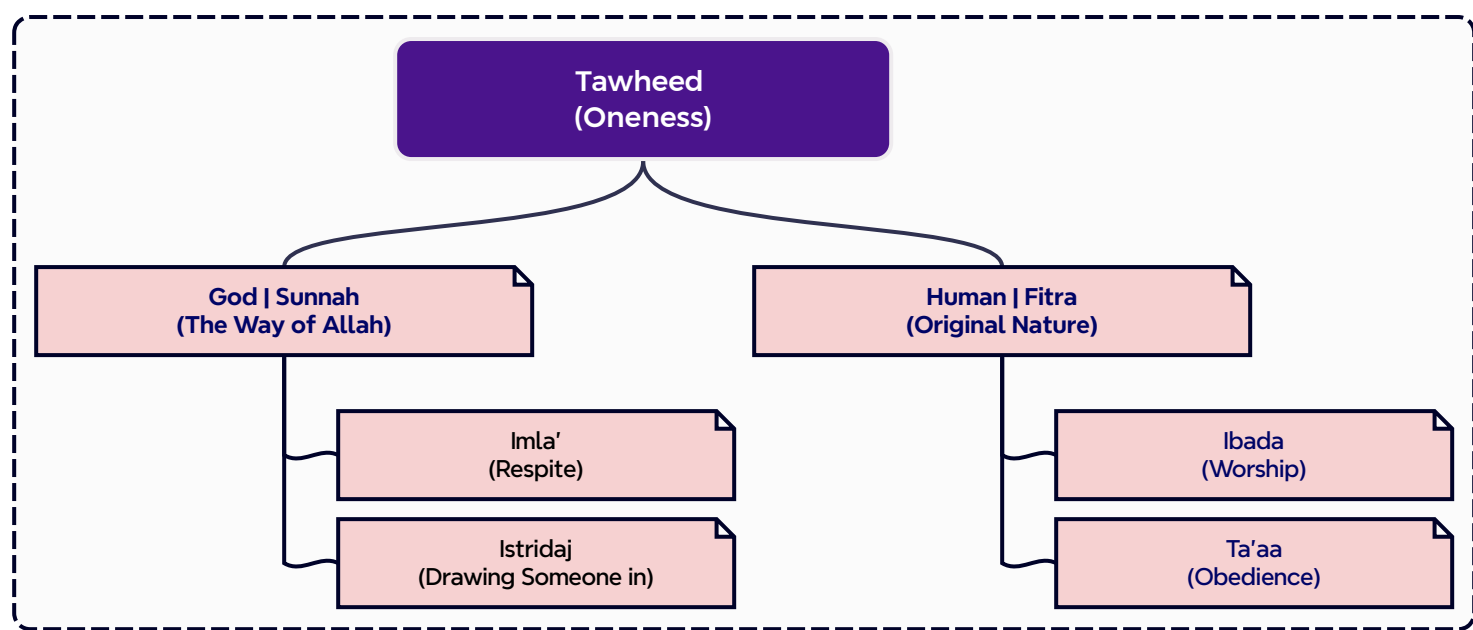 Tawheed
(Oneness)
God | Sunnah
(The Way of Allah)
Human | Fitra
(Original Nature)
Imla'
(Respite)
Ibada
(Worship)
Istridaj
(Drawing Someone in)
Ta'aa
(Obedience)